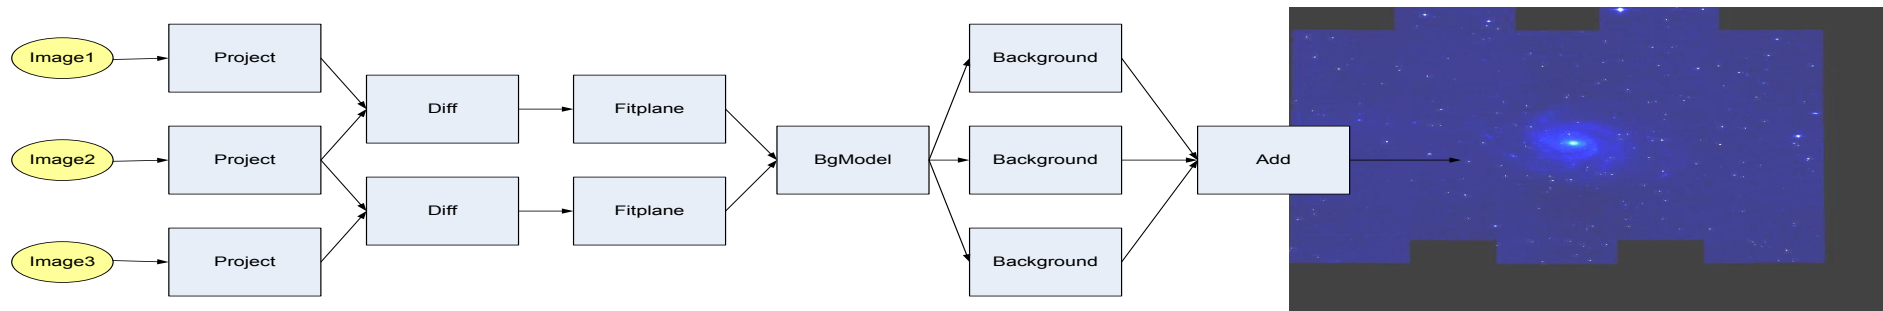 Image1
Project
Diff
Fitplane
Background
Image2
Project
BgModel
Background
Add
Diff
Fitplane
Image3
Project
Background